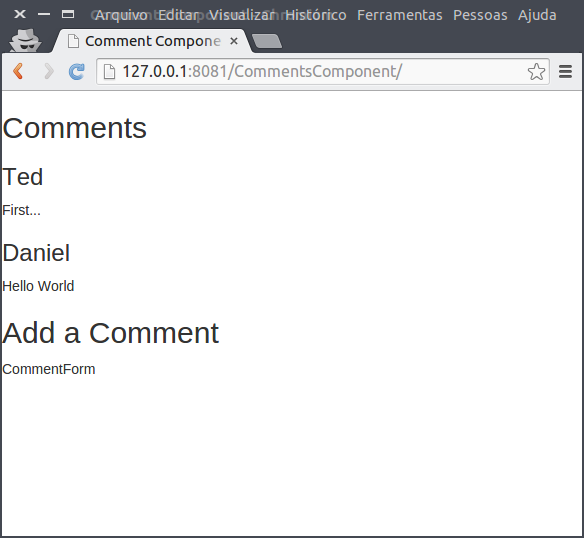 Arquivo Editar Visualizar Histórico Ferramentas Pessoas Ajuda
Comment Compone
127.0.0.1:8081/CommentsComponent/
Comments
Ted
First...
Daniel
Hello World
Add a Comment
CommentForm